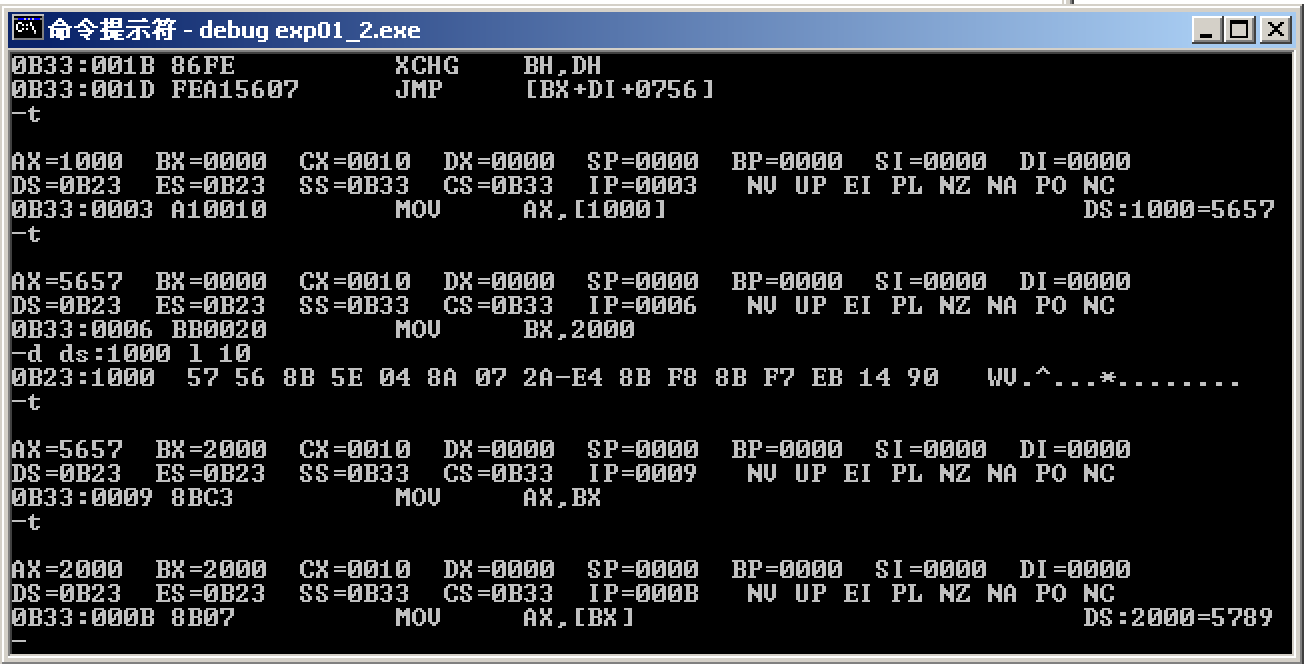 命令提示符 - debug exp01_2.exe
0B33:001B 86FE          XCHG    BH,DH
0B33:001D FEA15607      JMP     [BX+DI+0756]
-t

AX=1000  BX=0000  CX=0010  DX=0000  SP=0000  BP=0000  SI=0000  DI=0000
DS=0B23  ES=0B23  SS=0B33  CS=0B33  IP=0003   NV UP EI PL NZ NA PO NC
0B33:0003 A10010        MOV     AX,[1000]                          DS:1000=5657
-t

AX=5657  BX=0000  CX=0010  DX=0000  SP=0000  BP=0000  SI=0000  DI=0000
DS=0B23  ES=0B23  SS=0B33  CS=0B33  IP=0006   NV UP EI PL NZ NA PO NC
0B33:0006 BB0020        MOV     BX,2000
-d ds:1000 l 10
0B23:1000  57 56 8B 5E 04 8A 07 2A-E4 8B F8 8B F7 EB 14 90   WV.^...*........
-t

AX=5657  BX=2000  CX=0010  DX=0000  SP=0000  BP=0000  SI=0000  DI=0000
DS=0B23  ES=0B23  SS=0B33  CS=0B33  IP=0009   NV UP EI PL NZ NA PO NC
0B33:0009 8BC3          MOV     AX,BX
-t

AX=2000  BX=2000  CX=0010  DX=0000  SP=0000  BP=0000  SI=0000  DI=0000
DS=0B23  ES=0B23  SS=0B33  CS=0B33  IP=000B   NV UP EI PL NZ NA PO NC
0B33:000B 8B07          MOV     AX,[BX]                            DS:2000=5789
-